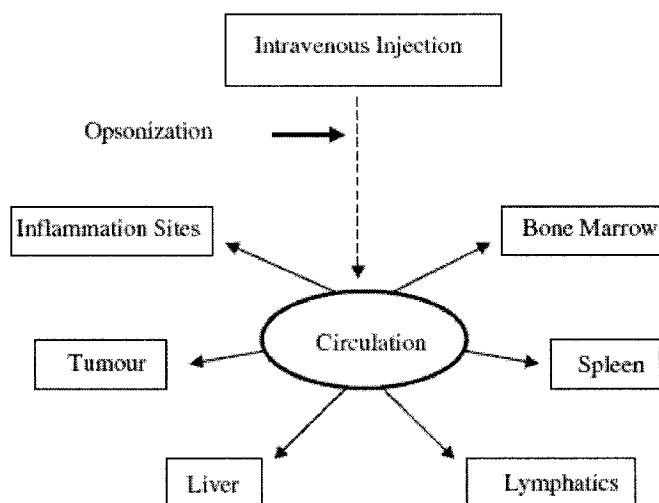 Intravenous Injection
Opsonization
Inflammation Sites
Bone Marrow
Circulation
Tumour
Spleen
Liver
Lymphatics